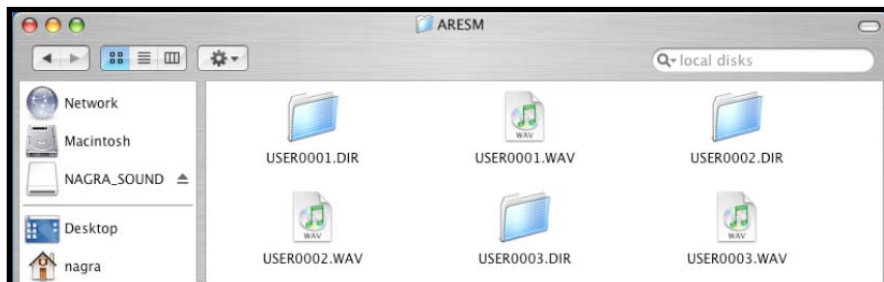 ARESM
local disks
Network
Macintosh
NAGRA_SOUND
Desktop
nagra
USER0001.DIR
WAV
USER0001.WAV
USER0002.DIR
WAV
USER0002.WAV
USER0003.DIR
WAV
USER0003.WAV